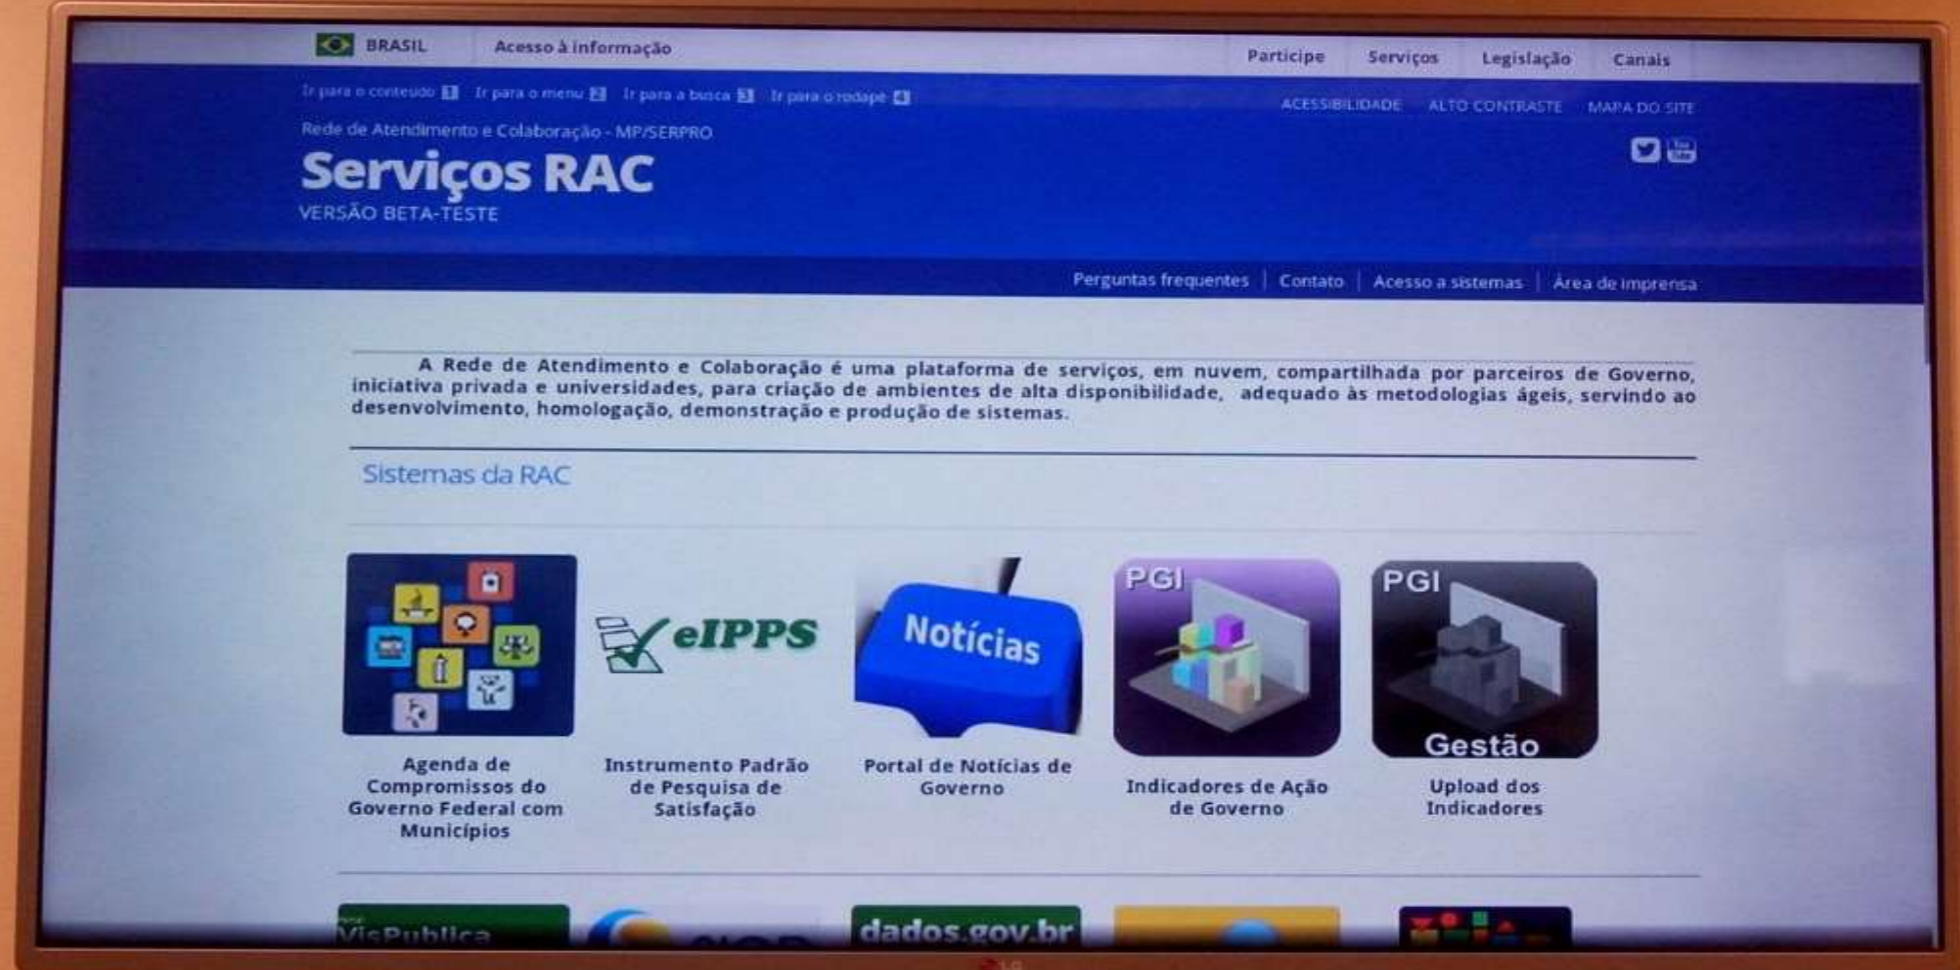 BRASIL
Acesso à informação
Participe
Serviços
Legislação
Canais
Ir para o conteúdo 1
Ir para o menu 2
Ir para a busca 3
Ir para o rodapé 4
ACESSIBILIDADE
ALTO CONTRASTE
MAPA DO SITE
Rede de Atendimento e Colaboração - MP/SERPRO
Serviços RAC
VERSÃO BETA-TESTE
You
Tube
Perguntas frequentes
Contato
Acesso a sistemas
Área de imprensa
A Rede de Atendimento e Colaboração é uma plataforma de serviços, em nuvem, compartilhada por parceiros de Governo,
iniciativa privada e universidades, para criação de ambientes de alta disponibilidade, adequado às metodologias ágeis, servindo ao
desenvolvimento, homologação, demonstração e produção de sistemas.
Sistemas da RAC
eIPPS
Notícias
PGI
PGI
Gestão
Agenda de
Compromissos do
Governo Federal com
Municípios
Instrumento Padrão
de Pesquisa de
Satisfação
Portal de Notícias de
Governo
Indicadores de Ação
de Governo
Upload dos
Indicadores
VisPublica
dados.gov.br
LG